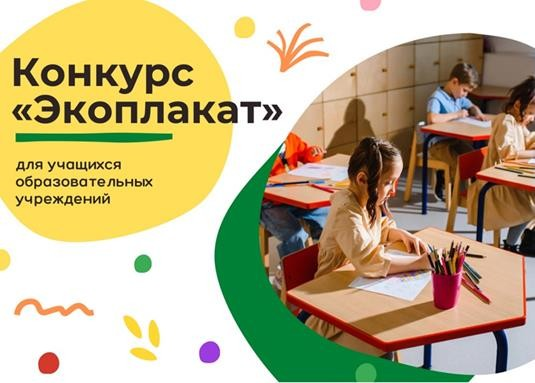 Конкурс
«Экоплакат»
для учащихся
образовательных
учреждений